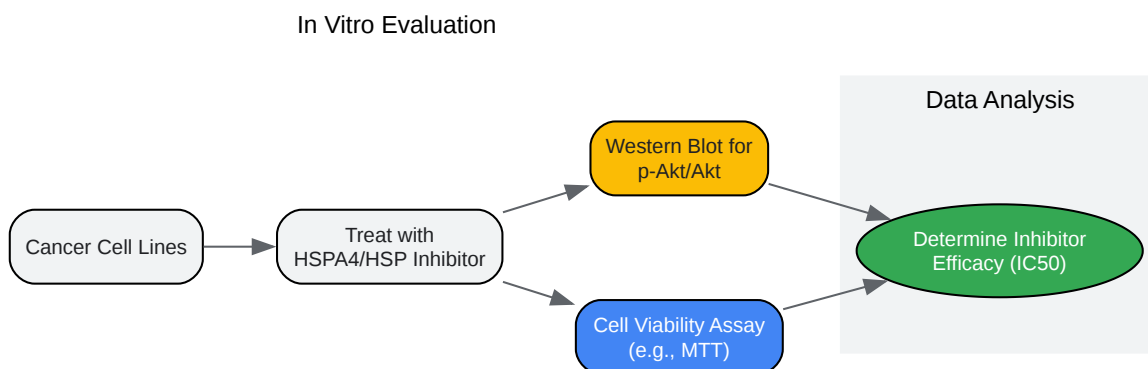 In Vitro Evaluation
Data Analysis
Western Blot for
p-Akt/Akt
Cancer Cell Lines
Treat with
HSPA4/HSP Inhibitor
Determine Inhibitor
Efficacy (IC50)
Cell Viability Assay
(e.g., MTT)